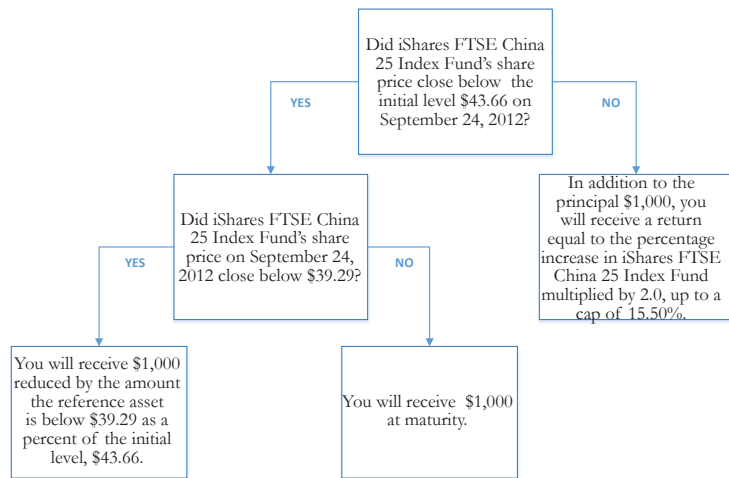 Did iShares FTSE China
25 Index Fund's share
price close below the
initial level $43.66 on
September 24, 2012?
YES
NO
Did iShares FTSE China
25 Index Fund's share
price on September 24,
2012 close below $39.29?
In addition to the
principal $1,000, you
will receive a return
equal to the percentage
increase in iShares FTSE
China 25 Index Fund
multiplied by 2.0, up to a
cap of 15.50%.
YES
NO
You will receive $1,000
reduced by the amount
the reference asset
is below $39.29 as a
percent of the initial
level, $43.66.
You will receive $1,000
at maturity.